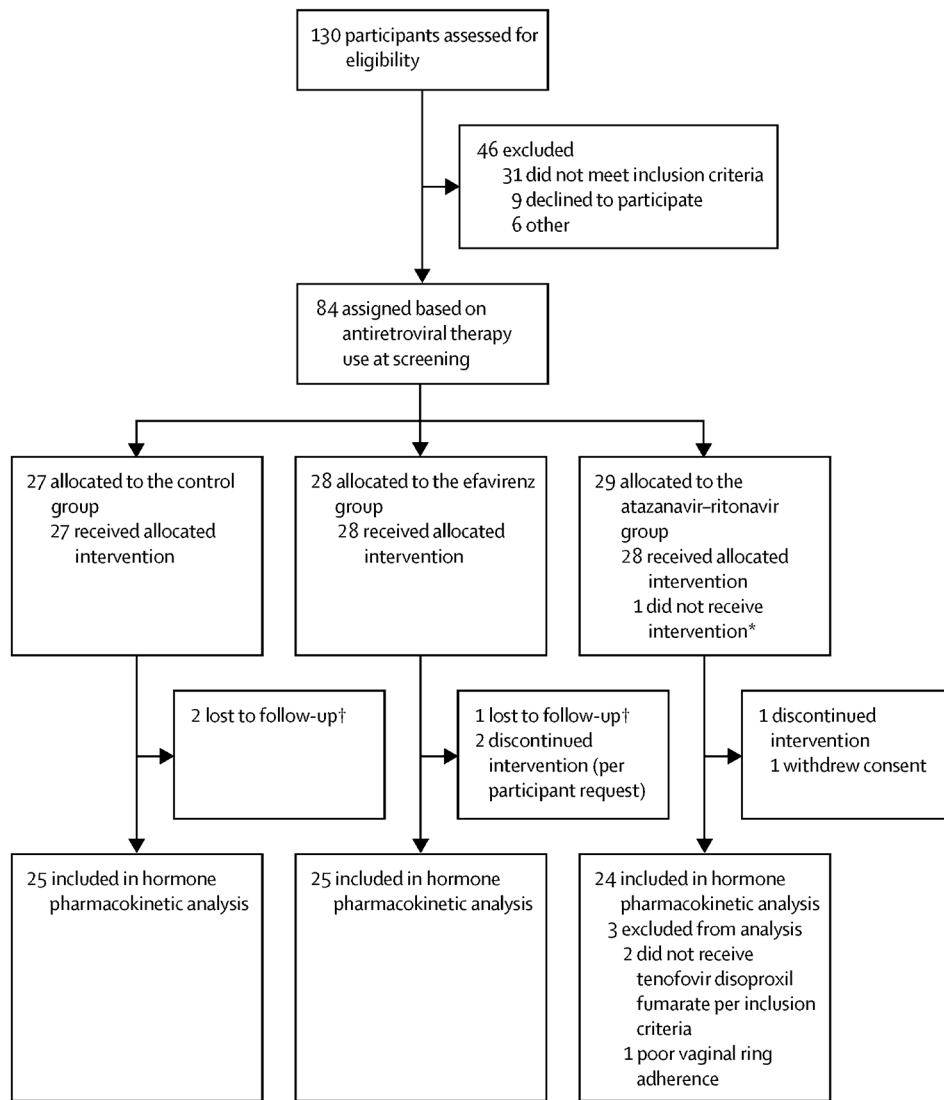 130 participants assessed for
eligibility
46 excluded
31 did not meet inclusion criteria
9 declined to participate
6 other
84 assigned based on
antiretroviral therapy
use at screening
27 allocated to the control
group
27 received allocated
intervention
28 allocated to the efavirenz
group
28 received allocated
intervention
29 allocated to the
atazanavir–ritonavir
group
28 received allocated
intervention
1 did not receive
intervention*
2 lost to follow-up†
1 lost to follow-up†
2 discontinued
intervention (per
participant request)
1 discontinued
intervention
1 withdrew consent
25 included in hormone
pharmacokinetic analysis
25 included in hormone
pharmacokinetic analysis
24 included in hormone
pharmacokinetic analysis
3 excluded from analysis
2 did not receive
tenofovir disoproxil
fumarate per inclusion
criteria
1 poor vaginal ring
adherence